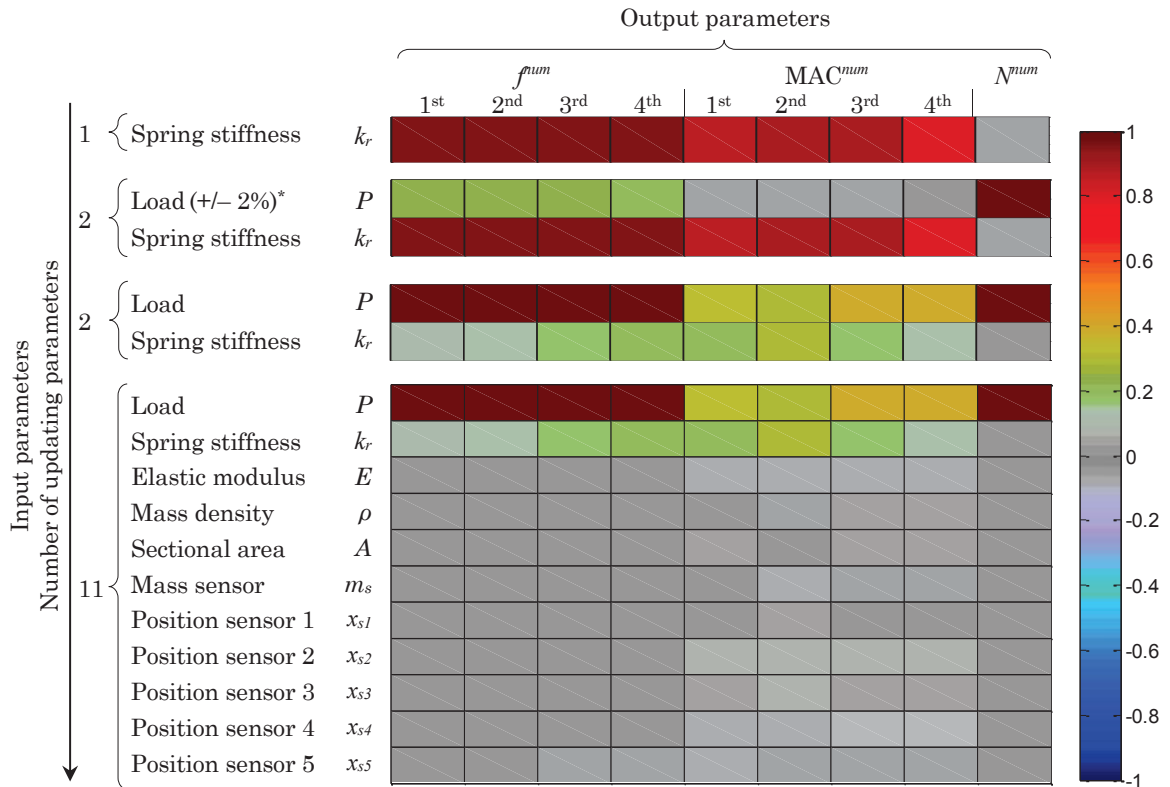 Output parameters
f^num MAC^num N^num
1st 2nd 3rd 4th 1st 2nd 3rd 4th
1 Spring stiffness k_r
2 Load (+/– 2%)* P
Spring stiffness k_r
2 Load P
Spring stiffness k_r
11 Load P
Spring stiffness k_r
Elastic modulus E
Mass density ρ
Sectional area A
Mass sensor m_s
Position sensor 1 x_s1
Position sensor 2 x_s2
Position sensor 3 x_s3
Position sensor 4 x_s4
Position sensor 5 x_s5
Input parameters
Number of updating parameters
1
0.8
0.6
0.4
0.2
0
-0.2
-0.4
-0.6
-0.8
-1